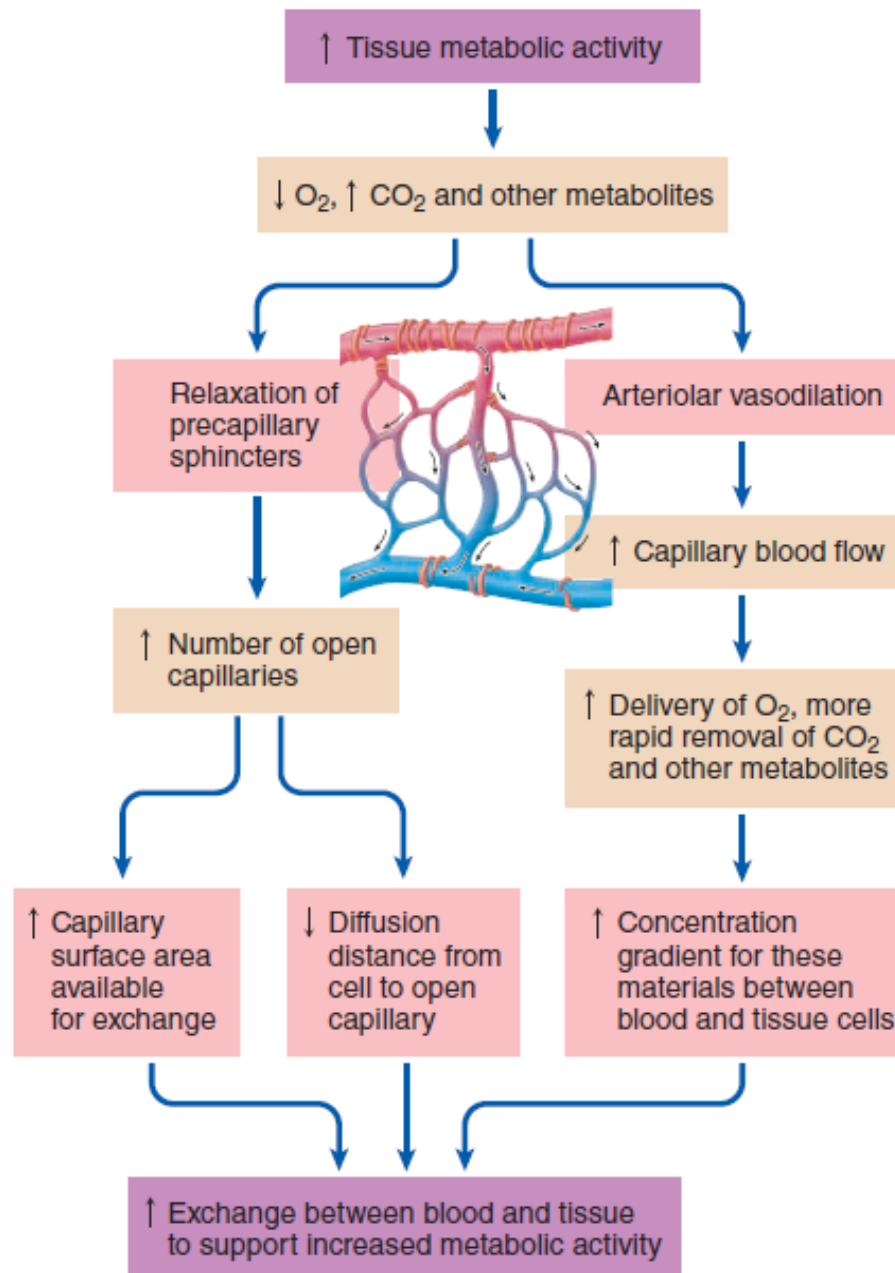 ↑ Tissue metabolic activity
↓ O₂, ↑ CO₂ and other metabolites
Relaxation of
precapillary
sphincters
Arteriolar vasodilation
↑ Capillary blood flow
↑ Number of open
capillaries
↑ Delivery of O₂, more
rapid removal of CO₂
and other metabolites
↑ Capillary
surface area
available
for exchange
↓ Diffusion
distance from
cell to open
capillary
↑ Concentration
gradient for these
materials between
blood and tissue cells
↑ Exchange between blood and tissue
to support increased metabolic activity